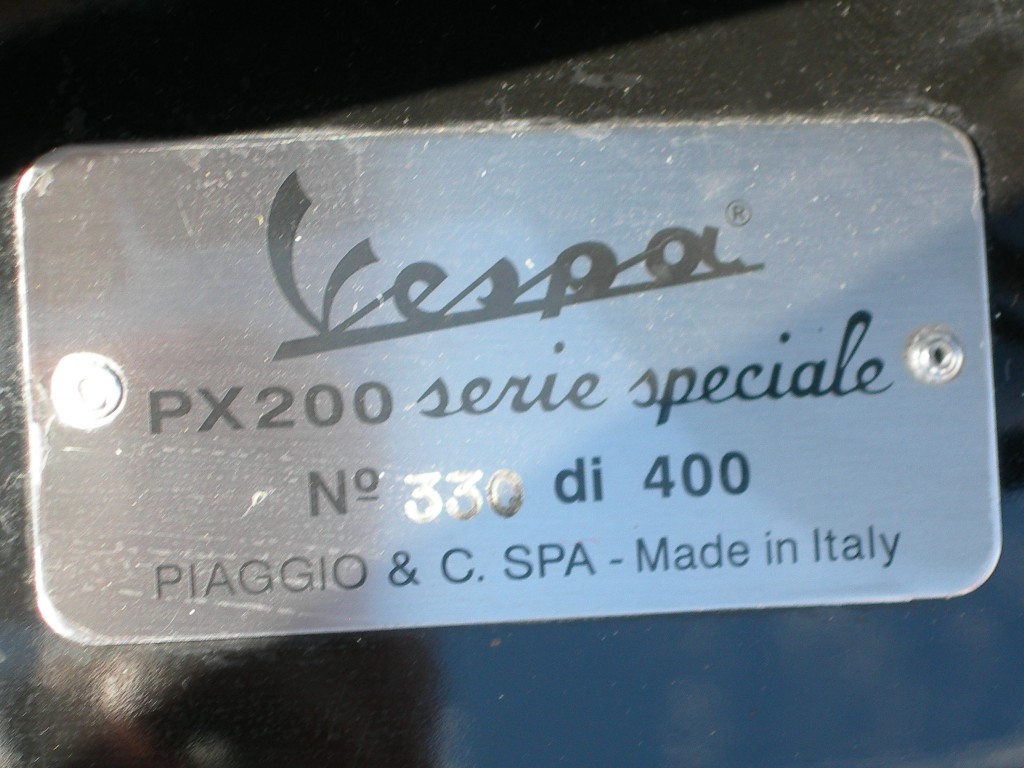 Vespa®
PX200 serie speciale
Nº 330 di 400
PIAGGIO & C. SPA - Made in Italy